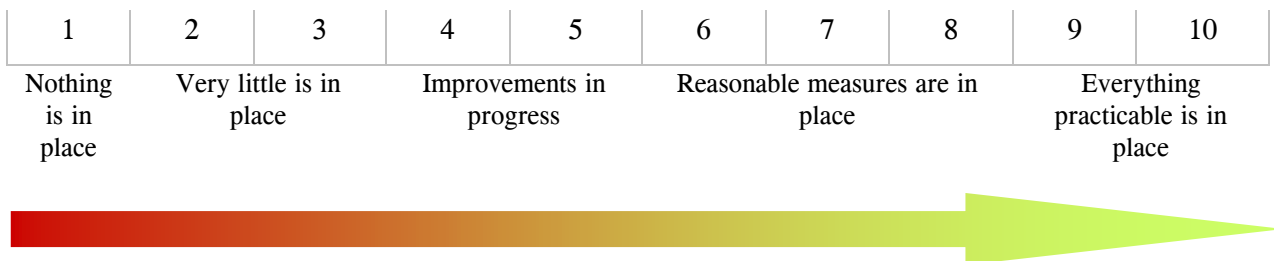 1 2 3 4 5 6 7 8 9 10
Nothing is in place
Very little is in place
Improvements in progress
Reasonable measures are in place
Everything practicable is in place